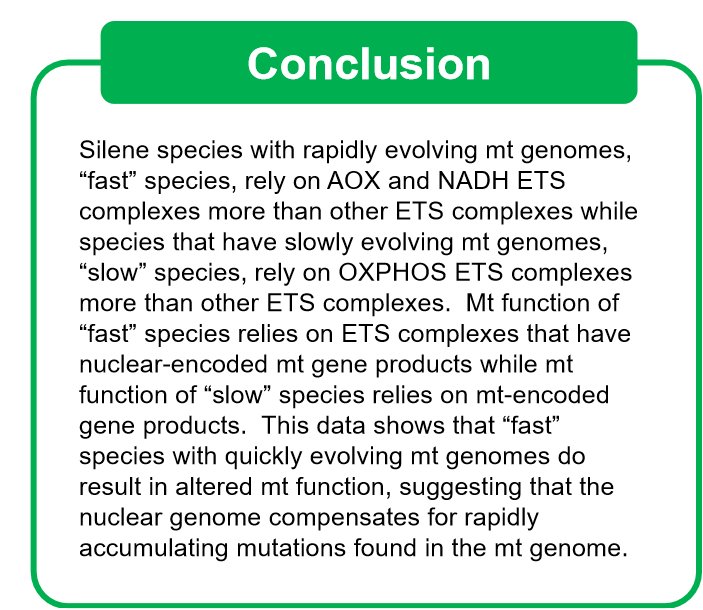 Conclusion
Silene species with rapidly evolving mt genomes,
“fast” species, rely on AOX and NADH ETS
complexes more than other ETS complexes while
species that have slowly evolving mt genomes,
“slow” species, rely on OXPHOS ETS complexes
more than other ETS complexes.  Mt function of
“fast” species relies on ETS complexes that have
nuclear-encoded mt gene products while mt
function of “slow” species relies on mt-encoded
gene products.  This data shows that “fast”
species with quickly evolving mt genomes do
result in altered mt function, suggesting that the
nuclear genome compensates for rapidly
accumulating mutations found in the mt genome.